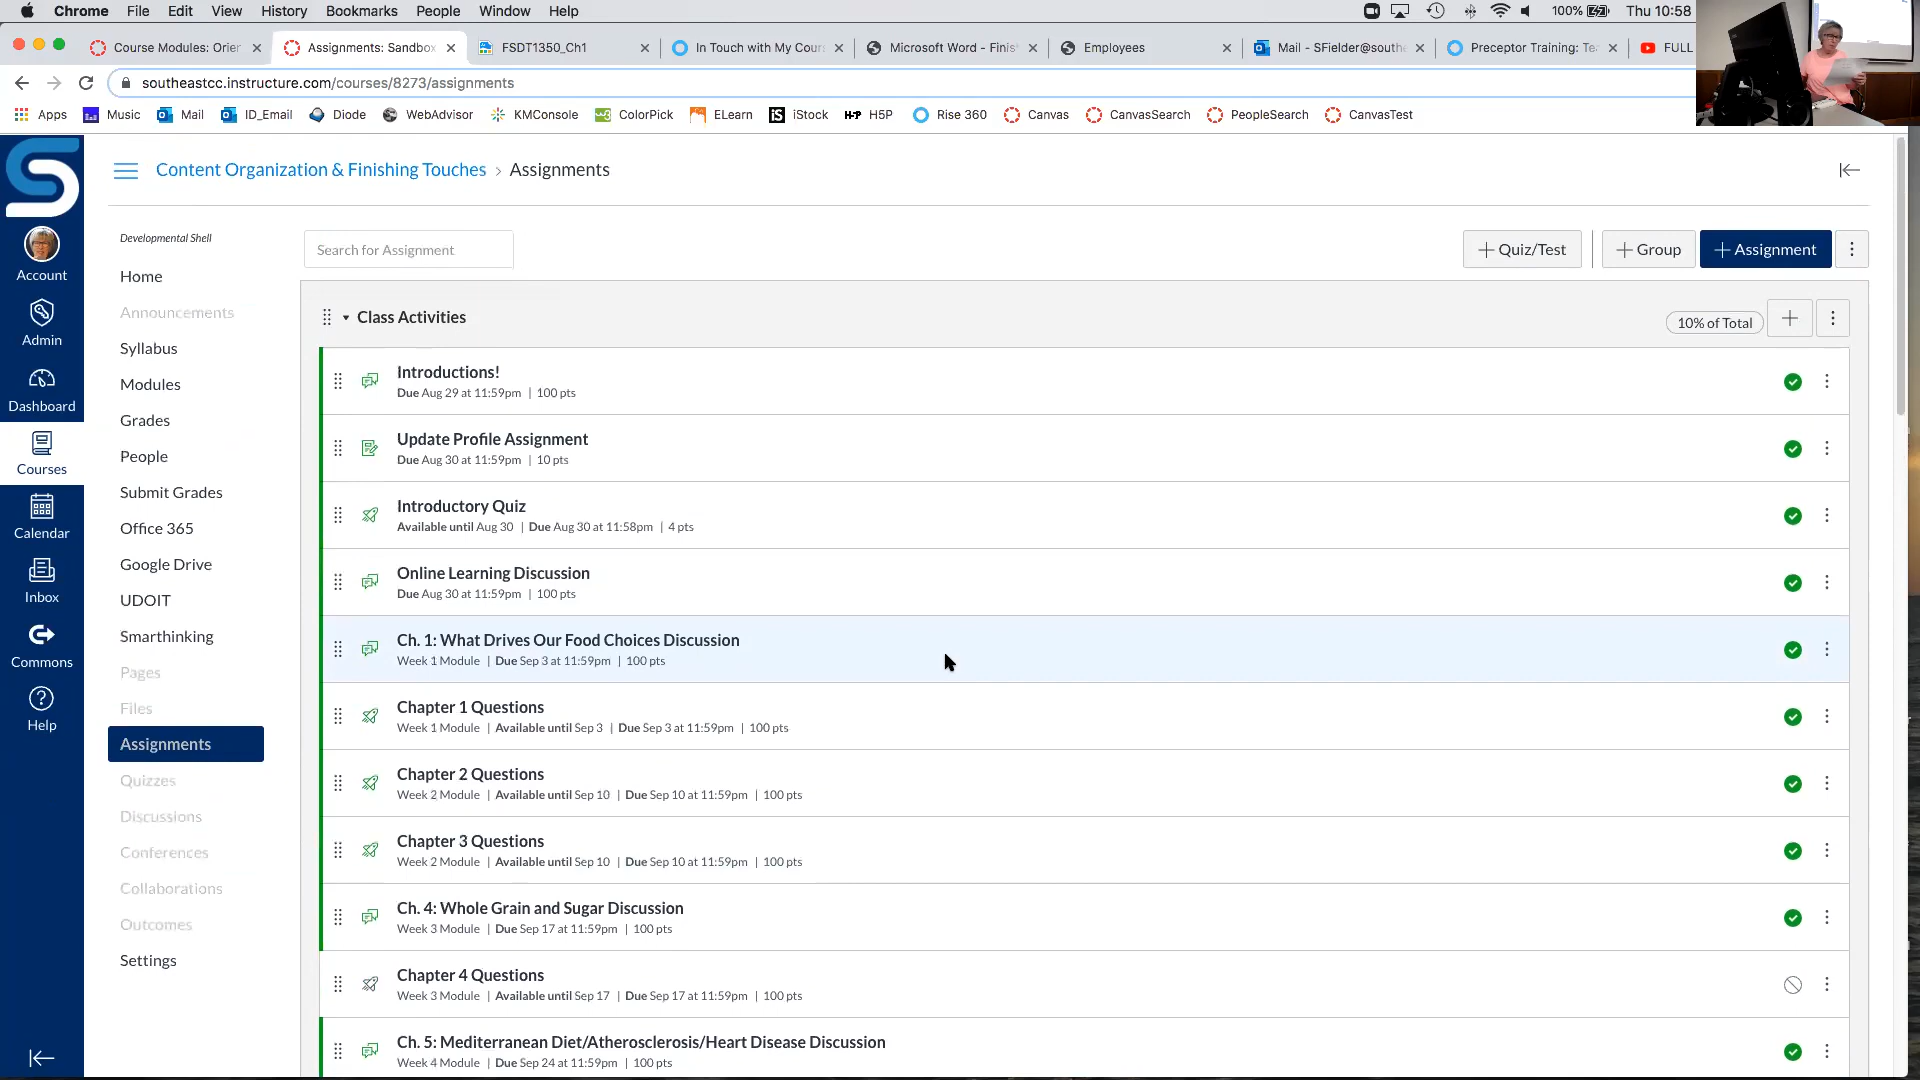 Chrome File Edit View History Bookmarks People Window Help 100% Thu 10:58
Course Modules: Orien Assignments: Sandbox FSDT1350_Ch1 In Touch with My Cour Microsoft Word - Finis Employees Mail - SFielder@southe Preceptor Training: Te FULL
southeastcc.instructure.com/courses/8273/assignments
Apps Music Mail ID_Email Diode WebAdvisor KMConsole ColorPick ELearn iStock H5P Rise 360 Canvas CanvasSearch PeopleSearch CanvasTest
Content Organization & Finishing Touches › Assignments
Account
Admin
Dashboard
Courses
Calendar
Inbox
Commons
Help
Developmental Shell
Home
Announcements
Syllabus
Modules
Grades
People
Submit Grades
Office 365
Google Drive
UDOIT
Smarthinking
Pages
Files
Assignments
Quizzes
Discussions
Conferences
Collaborations
Outcomes
Settings
Search for Assignment
Quiz/Test
Group
Assignment
Class Activities
10% of Total
Introductions!
Due Aug 29 at 11:59pm | 100 pts
Update Profile Assignment
Due Aug 30 at 11:59pm | 10 pts
Introductory Quiz
Available until Aug 30 | Due Aug 30 at 11:58pm | 4 pts
Online Learning Discussion
Due Aug 30 at 11:59pm | 100 pts
Ch. 1: What Drives Our Food Choices Discussion
Week 1 Module | Due Sep 3 at 11:59pm | 100 pts
Chapter 1 Questions
Week 1 Module | Available until Sep 3 | Due Sep 3 at 11:59pm | 100 pts
Chapter 2 Questions
Week 2 Module | Available until Sep 10 | Due Sep 10 at 11:59pm | 100 pts
Chapter 3 Questions
Week 2 Module | Available until Sep 10 | Due Sep 10 at 11:59pm | 100 pts
Ch. 4: Whole Grain and Sugar Discussion
Week 3 Module | Due Sep 17 at 11:59pm | 100 pts
Chapter 4 Questions
Week 3 Module | Available until Sep 17 | Due Sep 17 at 11:59pm | 100 pts
Ch. 5: Mediterranean Diet/Atherosclerosis/Heart Disease Discussion
Week 4 Module | Due Sep 24 at 11:59pm | 100 pts